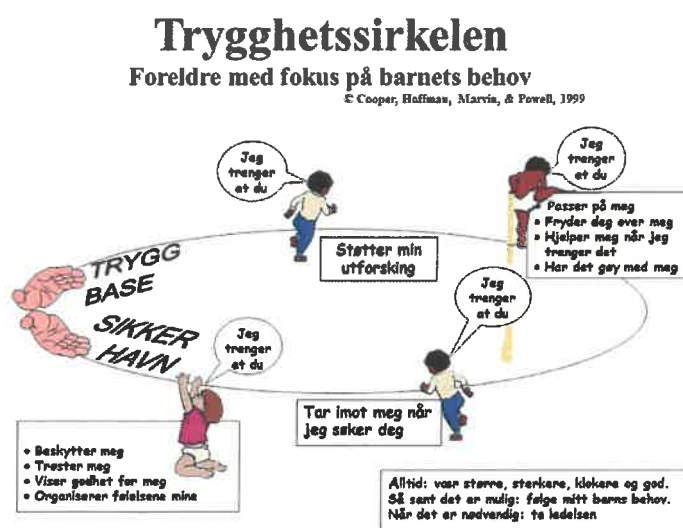 Trygghetssirkelen
Foreldre med fokus på barnets behov
© Cooper, Hoffman, Marvin, & Powell, 1999
Jeg
trenger
at du
Støtter min
utforsking
Jeg
trenger
at du
• Passer på meg
• Fryder deg over meg
• Hjelper meg når jeg
trenger det
• Har det gøy med meg
TRYGG
BASE
SIKKER
HAVN
Jeg
trenger
at du
Tar imot meg når
jeg søker deg
Jeg
trenger
at du
• Beskytter meg
• Trøster meg
• Viser godhet for meg
• Organiserer følelsene mine
Alltid: vær større, sterkere, klokere og god.
Så sant det er mulig: følge mitt barns behov.
Når det er nødvendig: ta ledelsen